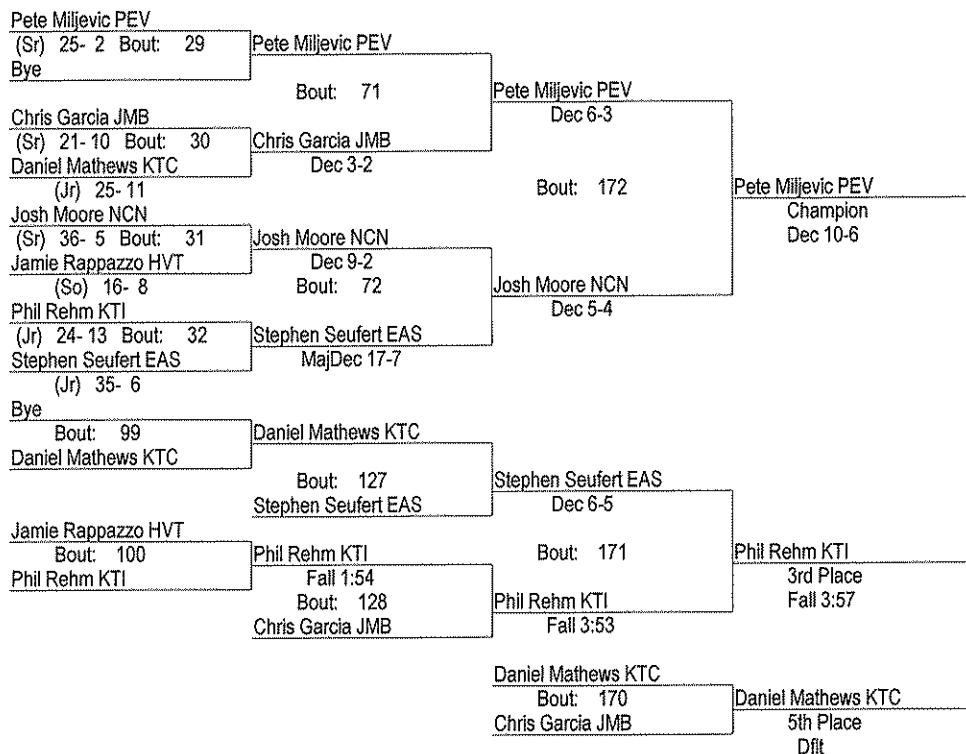 Pete Miljevic PEV
(Sr) 25- 2 Bout: 29
Bye
Pete Miljevic PEV
Bout: 71
Chris Garcia JMB
(Sr) 21- 10 Bout: 30
Daniel Mathews KTC
(Jr) 25- 11
Chris Garcia JMB
Dec 3-2
Pete Miljevic PEV
Dec 6-3
Bout: 172
Josh Moore NCN
(Sr) 36- 5 Bout: 31
Jamie Rappazzo HVT
(So) 16- 8
Josh Moore NCN
Dec 9-2
Bout: 72
Phil Rehm KTI
(Jr) 24- 13 Bout: 32
Stephen Seufert EAS
(Jr) 35- 6
Stephen Seufert EAS
MajDec 17-7
Josh Moore NCN
Dec 5-4
Pete Miljevic PEV
Champion
Dec 10-6
Bye
Bout: 99
Daniel Mathews KTC
Daniel Mathews KTC
Bout: 127
Stephen Seufert EAS
Stephen Seufert EAS
Dec 6-5
Bout: 171
Jamie Rappazzo HVT
Bout: 100
Phil Rehm KTI
Phil Rehm KTI
Fall 1:54
Bout: 128
Chris Garcia JMB
Phil Rehm KTI
Fall 3:53
Phil Rehm KTI
3rd Place
Fall 3:57
Daniel Mathews KTC
Bout: 170
Chris Garcia JMB
Daniel Mathews KTC
5th Place
Dflt